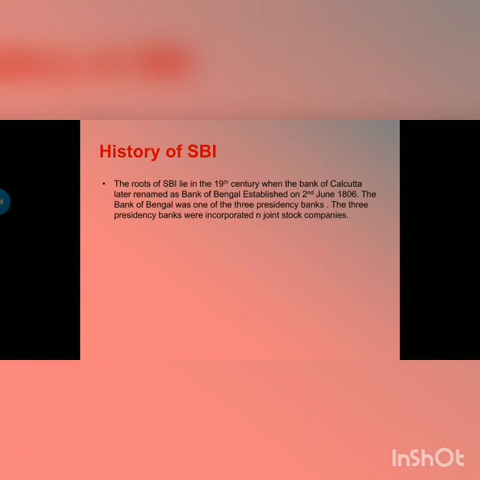 History of SBI
• The roots of SBI lie in the 19th century when the bank of Calcutta
later renamed as Bank of Bengal Established on 2nd June 1806. The
Bank of Bengal was one of the three presidency banks . The three
presidency banks were incorporated n joint stock companies.
InShOt